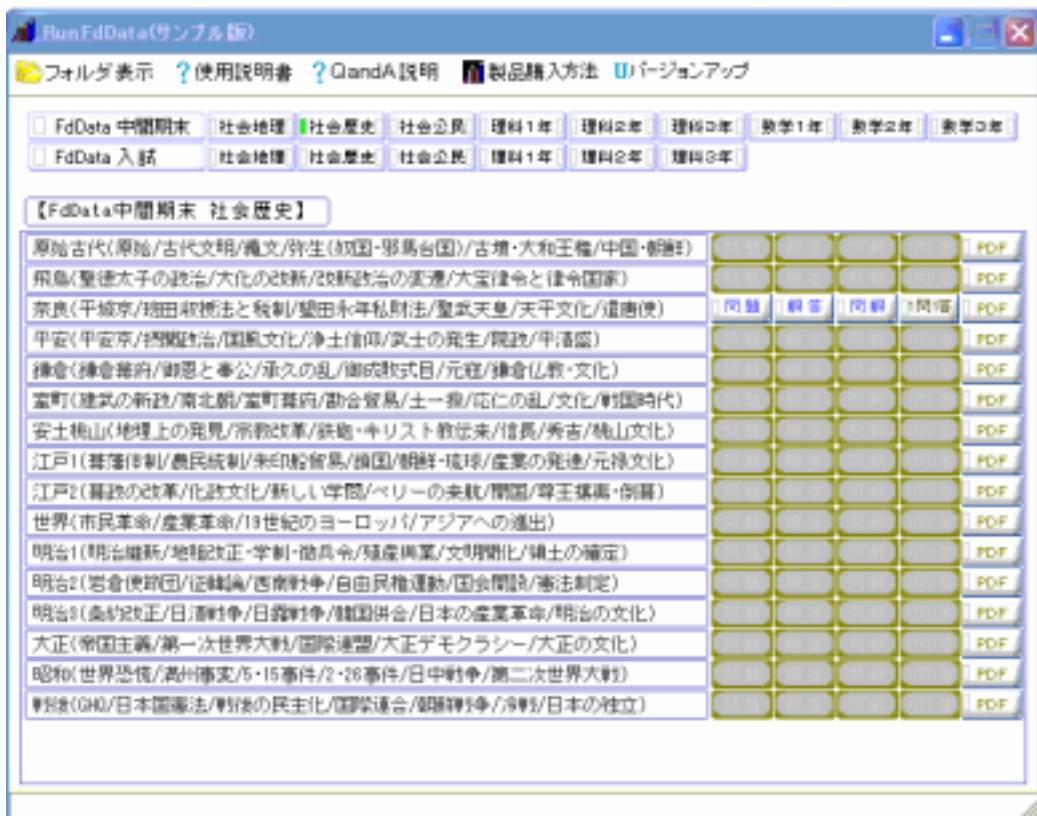 RunFdData(サンプル版)
フォルダ表示 ?使用説明書 ?QandA説明 製品購入方法 Uバージョンアップ
FdData 中間期末 社会地理 社会歴史 社会公民 理科1年 理科2年 理科3年 数学1年 数学2年 数学3年
FdData 入試 社会地理 社会歴史 社会公民 理科1年 理科2年 理科3年
【FdData中間期末 社会歴史】
原始古代(原始/古代文明/縄文/弥生(奴国・邪馬台国)/古墳・大和王権/中国・朝鮮) PDF
飛鳥(聖徳太子の政治/大化の改新/改新政治の変遷/大宝律令と律令国家) PDF
奈良(平城京/班田収授法と税制/墾田永年私財法/聖武天皇/天平文化/遣唐使) 問題 解答 問解 1問1答 PDF
平安(平安京/摂関政治/国風文化/浄土信仰/武士の発生/院政/平清盛) PDF
鎌倉(鎌倉幕府/御恩と奉公/承久の乱/御成敗式目/元寇/鎌倉仏教・文化) PDF
室町(建武の新政/南北朝/室町幕府/勘合貿易/土一揆/応仁の乱/文化/戦国時代) PDF
安土桃山(地理上の発見/宗教改革/鉄砲・キリスト教伝来/信長/秀吉/桃山文化) PDF
江戸1(幕藩体制/農民統制/朱印船貿易/鎖国/朝鮮・琉球/産業の発達/元禄文化) PDF
江戸2(幕政の改革/化政文化/新しい学問/ペリーの来航/開国/尊王攘夷・倒幕) PDF
世界(市民革命/産業革命/19世紀のヨーロッパ/アジアへの進出) PDF
明治1(明治維新/地租改正・学制・徴兵令/殖産興業/文明開化/領土の確定) PDF
明治2(岩倉使節団/征韓論/西南戦争/自由民権運動/国会開設/憲法制定) PDF
明治3(条約改正/日清戦争/日露戦争/韓国併合/日本の産業革命/明治の文化) PDF
大正(帝国主義/第一次世界大戦/国際連盟/大正デモクラシー/大正の文化) PDF
昭和(世界恐慌/満州事変/5・15事件/2・26事件/日中戦争/第二次世界大戦) PDF
戦後(GHQ/日本国憲法/戦後の民主化/国際連合/朝鮮戦争/冷戦/日本の独立) PDF